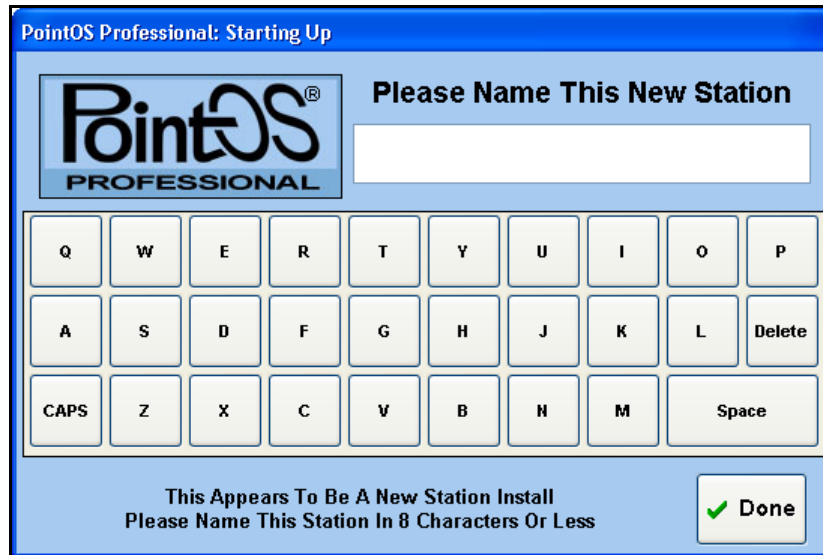 PointOS Professional: Starting Up
PointOS®
PROFESSIONAL
Please Name This New Station
Q W E R T Y U I O P
A S D F G H J K L Delete
CAPS Z X C V B N M Space
This Appears To Be A New Station Install
Please Name This Station In 8 Characters Or Less
Done